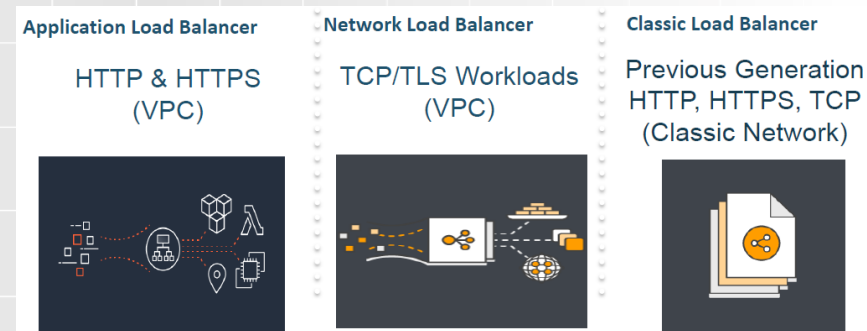 Application Load Balancer
HTTP & HTTPS
(VPC)
Network Load Balancer
TCP/TLS Workloads
(VPC)
Classic Load Balancer
Previous Generation
HTTP, HTTPS, TCP
(Classic Network)